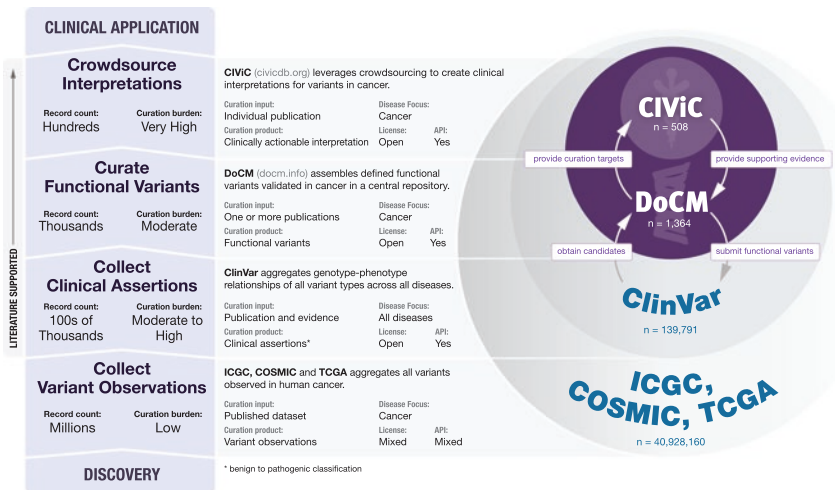 CLINICAL APPLICATION
LITERATURE SUPPORTED
Crowdsource
Interpretations
Record count:
Hundreds
Curation burden:
Very High
CIViC (civicdb.org) leverages crowdsourcing to create clinical
interpretations for variants in cancer.
Curation input:
Individual publication
Disease Focus:
Cancer
Curation product:
Clinically actionable interpretation
License:
Open
API:
Yes
Curate
Functional Variants
Record count:
Thousands
Curation burden:
Moderate
DoCM (docm.info) assembles defined functional
variants validated in cancer in a central repository.
Curation input:
One or more publications
Disease Focus:
Cancer
Curation product:
Functional variants
License:
Open
API:
Yes
Collect
Clinical Assertions
Record count:
100s of
Thousands
Curation burden:
Moderate to
High
ClinVar aggregates genotype-phenotype
relationships of all variant types across all diseases.
Curation input:
Publication and evidence
Disease Focus:
All diseases
Curation product:
Clinical assertions*
License:
Open
API:
Yes
Collect
Variant Observations
Record count:
Millions
Curation burden:
Low
ICGC, COSMIC and TCGA aggregates all variants
observed in human cancer.
Curation input:
Published dataset
Disease Focus:
Cancer
Curation product:
Variant observations
License:
Mixed
API:
Mixed
DISCOVERY
* benign to pathogenic classification
CIViC
n = 508
provide curation targets
provide supporting evidence
DoCM
n = 1,364
obtain candidates
submit functional variants
ClinVar
n = 139,791
ICGC,
COSMIC, TCGA
n = 40,928,160